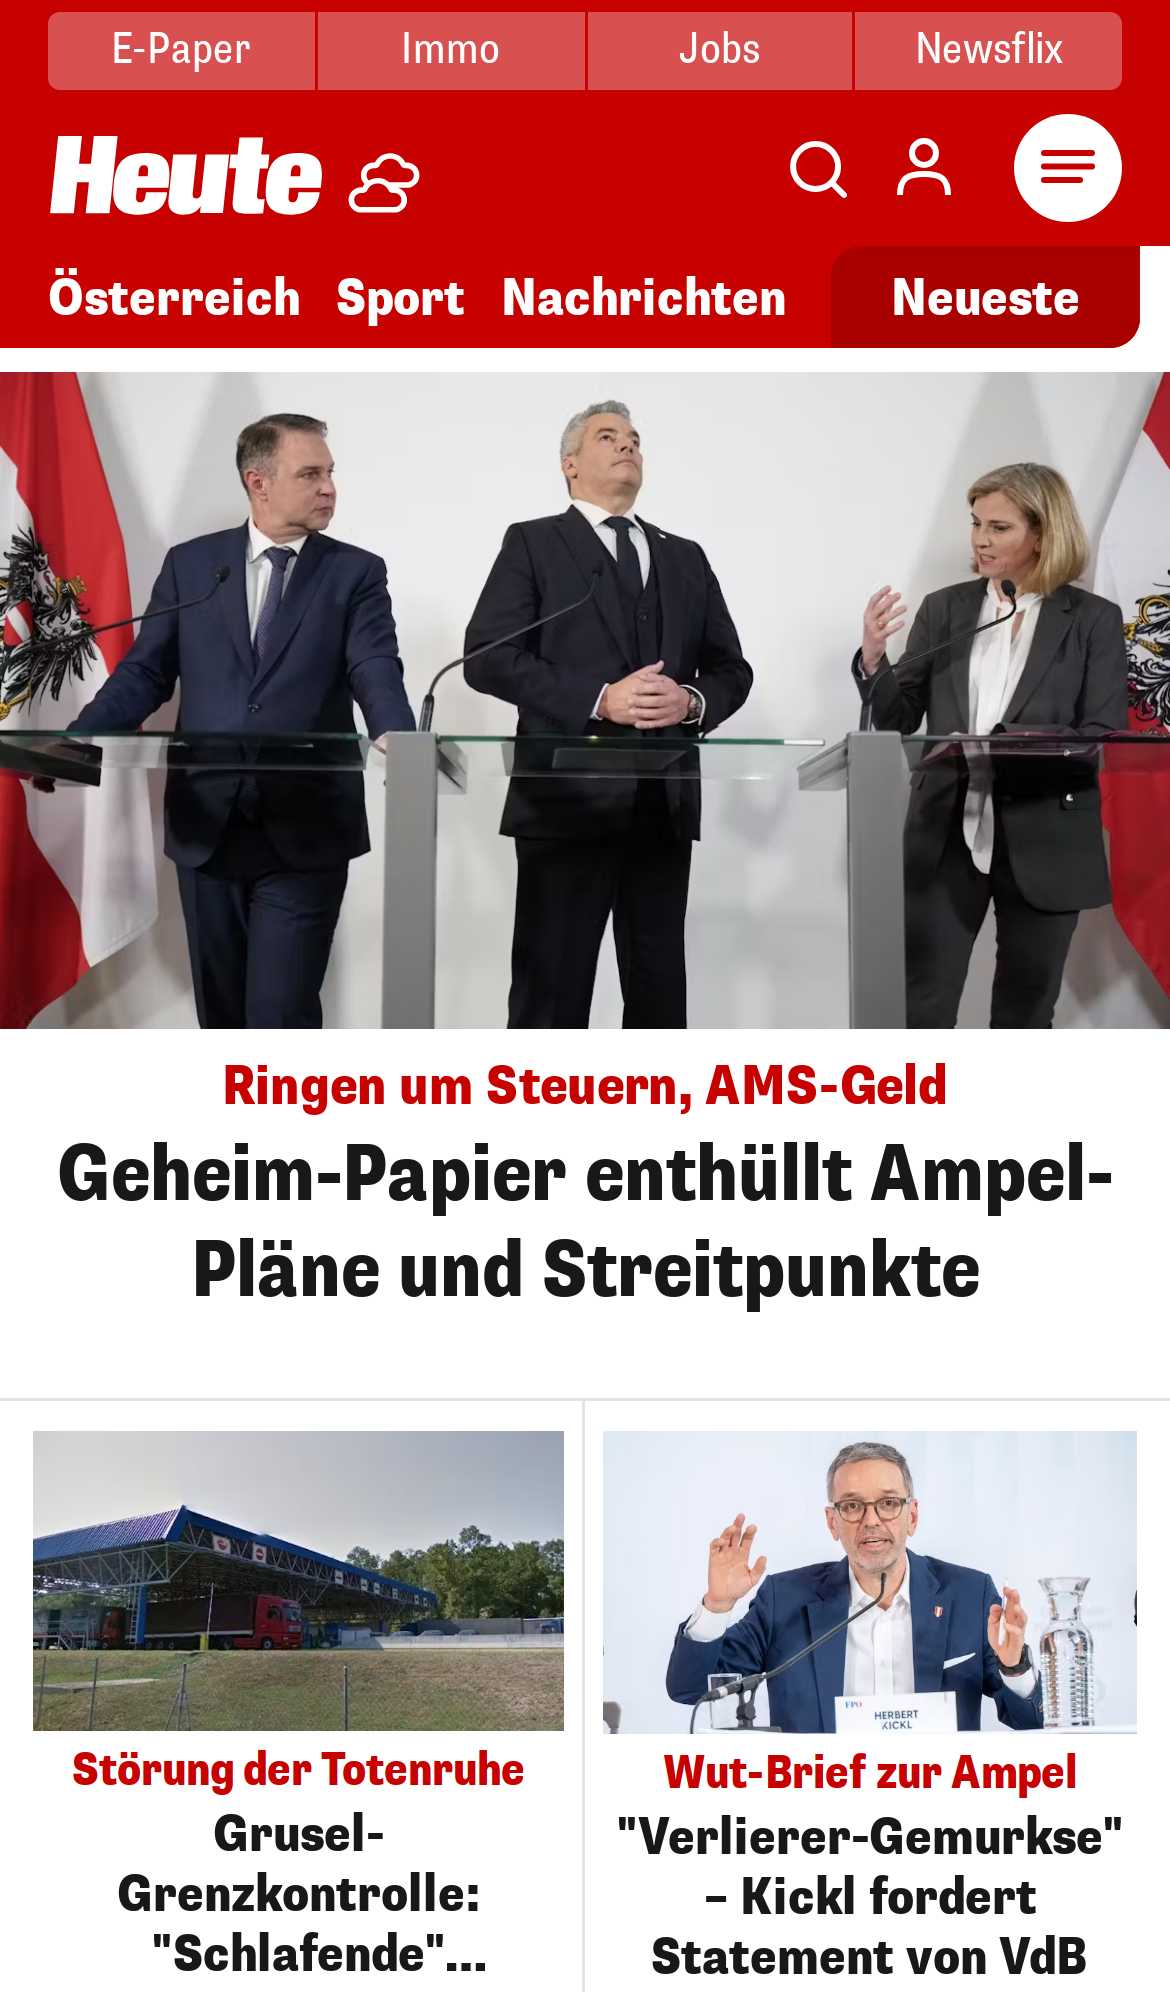 E-Paper
Immo
Jobs
Newsflix
Heute
Österreich
Sport
Nachrichten
Neueste
Ringen um Steuern, AMS-Geld
Geheim-Papier enthüllt Ampel-
Pläne und Streitpunkte
Störung der Totenruhe
Grusel-
Grenzkontrolle:
"Schlafende"...
FPÖ
HERBERT
KICKL
Wut-Brief zur Ampel
"Verlierer-Gemurkse"
– Kickl fordert
Statement von VdB